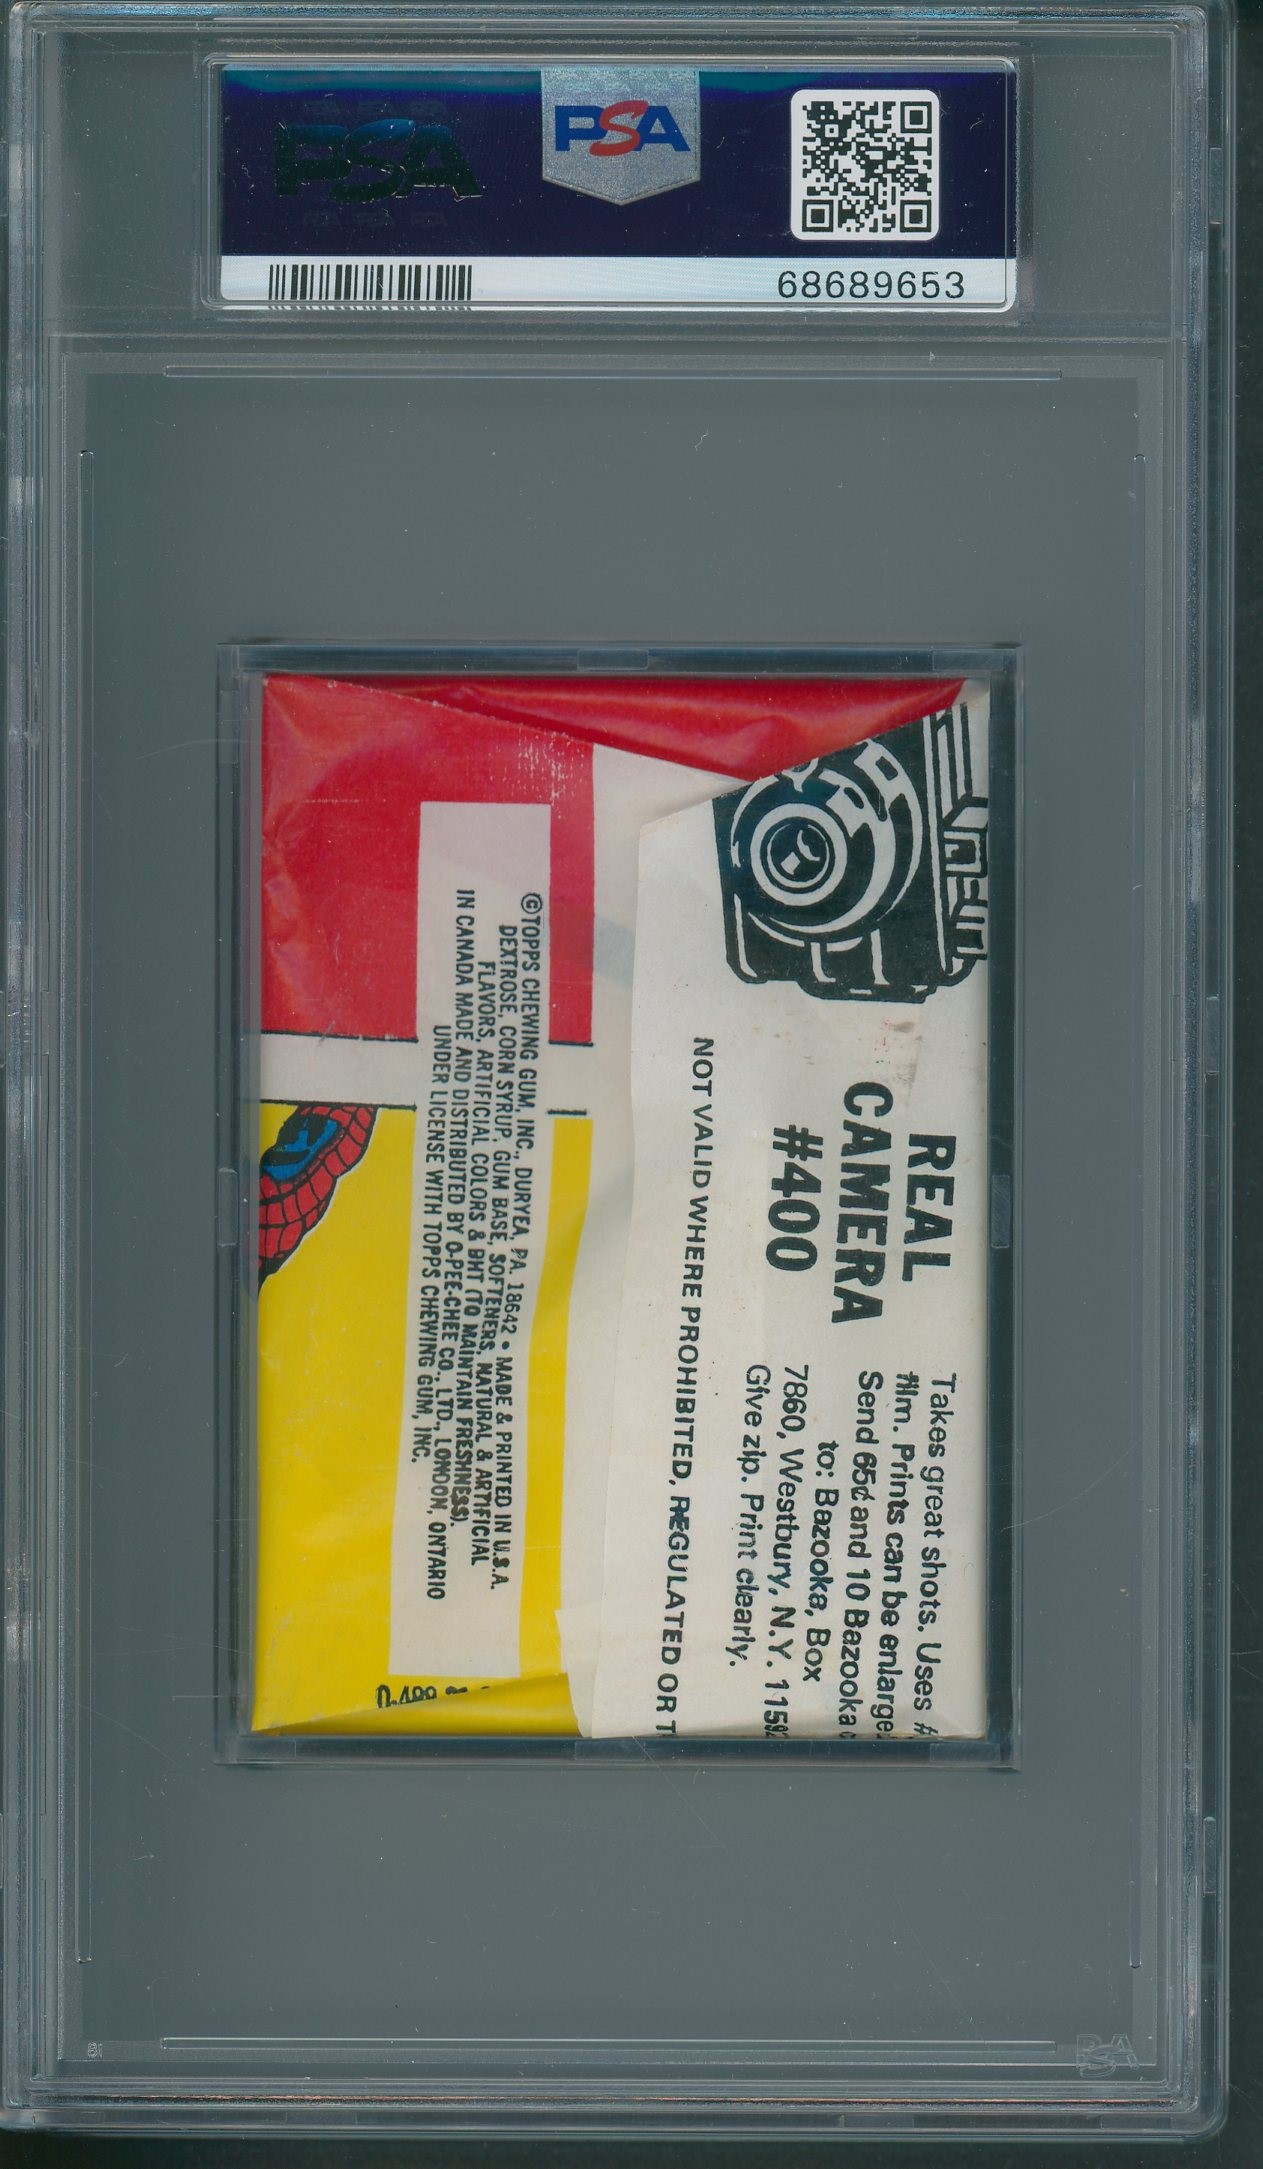 PSA
PSA
68689653
REAL
CAMERA
#400
Takes great shots. Uses #
film. Prints can be enlarge
Send 65¢ and 10 Bazooka
to: Bazooka, Box
7860, Westbury, N.Y. 1159
Give zip. Print clearly.
NOT VALID WHERE PROHIBITED, REGULATED OR T
©TOPPS CHEWING GUM, INC., DURYEA, PA. 18642 • MADE & PRINTED IN U.S.A.
DEXTROSE, CORN SYRUP, GUM BASE, SOFTENERS, NATURAL & ARTIFICIAL
FLAVORS, ARTIFICIAL COLORS & BHT (TO MAINTAIN FRESHNESS).
IN CANADA MADE AND DISTRIBUTED BY O-PEE-CHEE CO., LTD., LONDON, ONTARIO
UNDER LICENSE WITH TOPPS CHEWING GUM, INC.
PSA